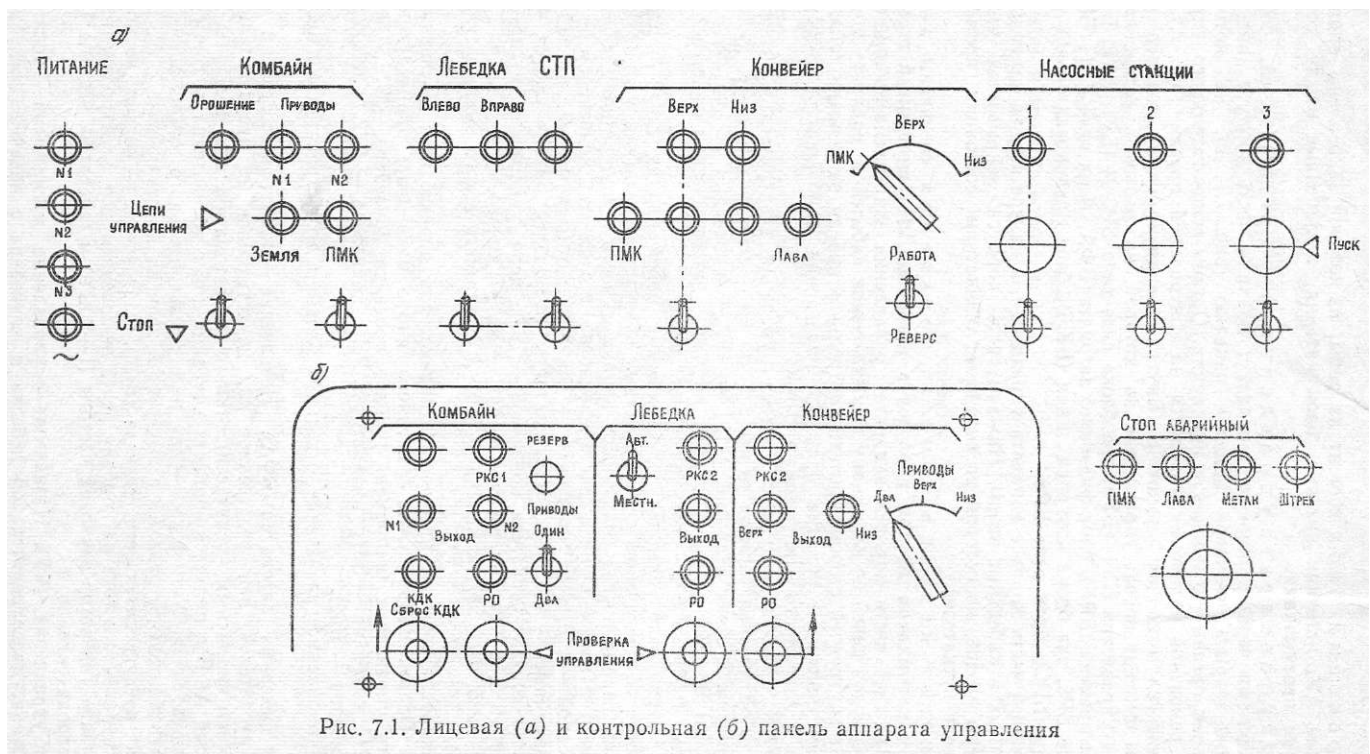 а)
Питание
Комбайн
Лебедка
СТП
Конвейер
Насосные станции
Орошение Приводы
Влево Вправо
Верх Низ
1 2 3
Верх
ПМК
Низ
N1
N1 N2
N2
Цепи
управления
Земля ПМК
ПМК
Лава
Работа
Пуск
N3
Стоп
Реверс
~
б)
Комбайн
Лебедка
Конвейер
Стоп аварийный
РКС1
Резерв
Авт.
Местн.
РКС2
РКС2
Приводы
Два
Верх
Низ
ПМК Лава Метан Штрек
N1
Выход
N2
Приводы
Один
Выход
Верх
Выход
Низ
КДК
РО
Два
РО
РО
Сброс КДК
Проверка
управления
Рис. 7.1. Лицевая (а) и контрольная (б) панель аппарата управления